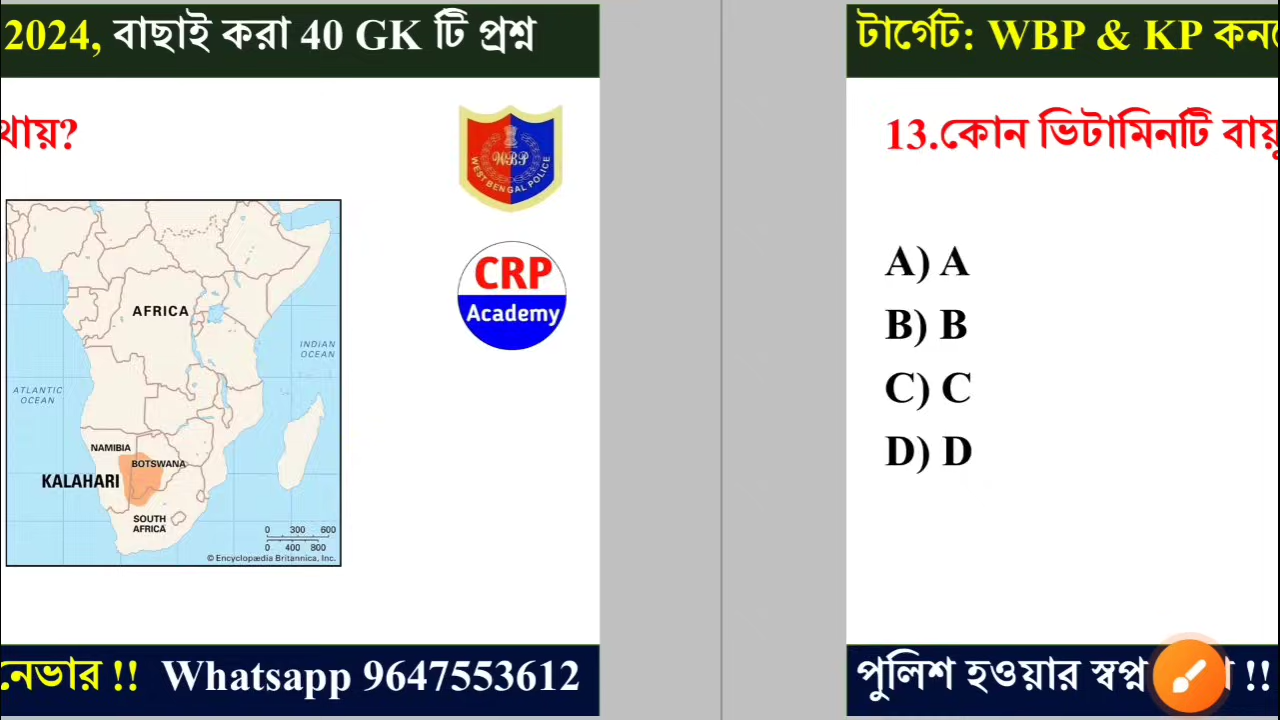 2024, বাছাই করা 40 GK টি প্রশ্ন
থায়?
WBP
WEST BENGAL POLICE
CRP
Academy
AFRICA
INDIAN
OCEAN
ATLANTIC
OCEAN
NAMIBIA
BOTSWANA
KALAHARI
SOUTH
AFRICA
0 300 600
0 400 800
© Encyclopædia Britannica, Inc.
নেভার !! Whatsapp 9647553612
টার্গেট: WBP & KP কন
13.কোন ভিটামিনটি বায়ু
A) A
B) B
C) C
D) D
পুলিশ হওয়ার স্বপ্ন !!